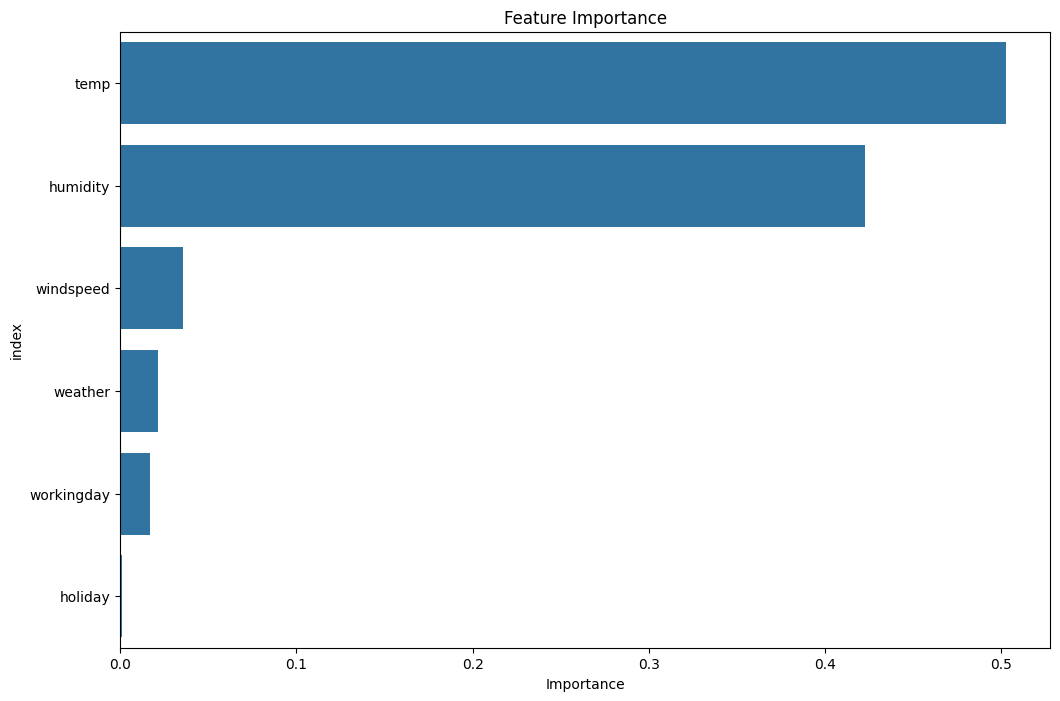 Feature Importance
temp
humidity
windspeed
weather
workingday
holiday
index
0.0 0.1 0.2 0.3 0.4 0.5
Importance